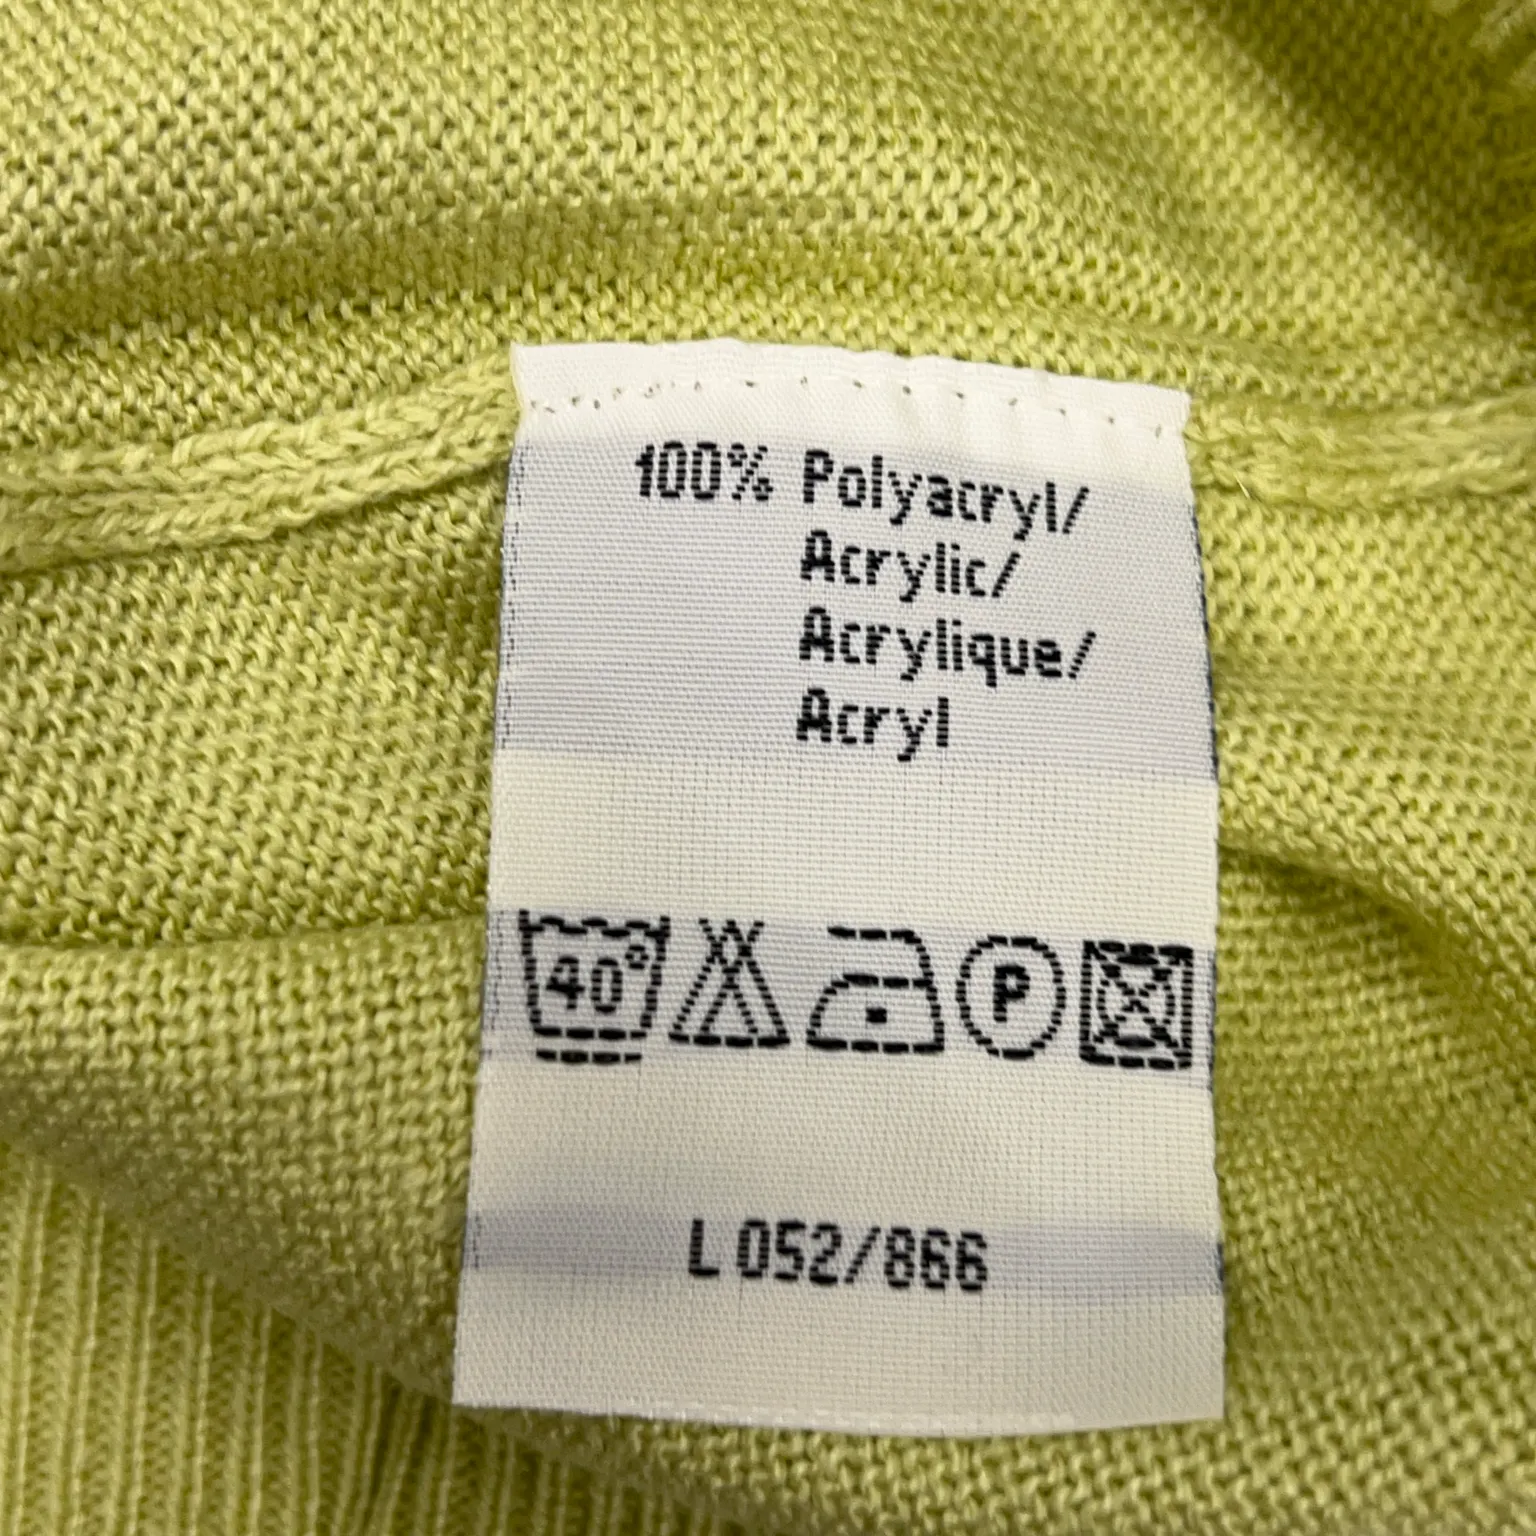 100% Polyacryl/
Acrylic/
Acrylique/
Acryl
40°
P
L 052/866